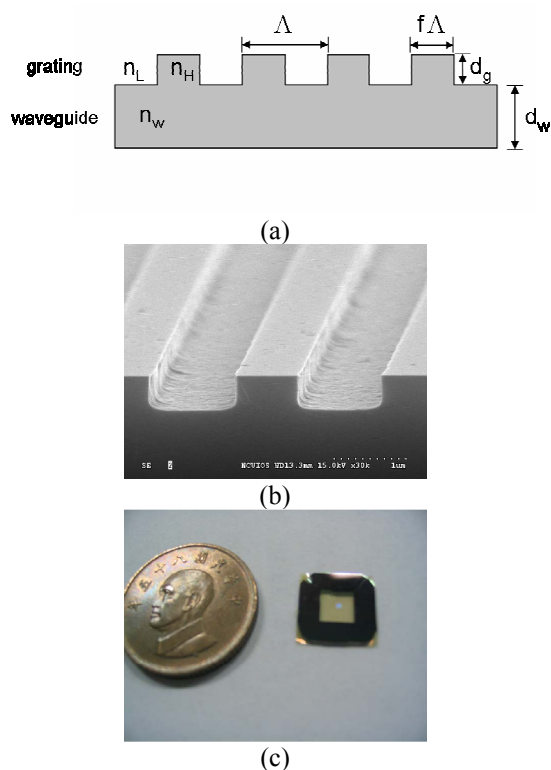 Λ
fΛ
grating
n_L
n_H
d_g
waveguide
n_w
d_w
(a)
SE
NCUIOS WD13.3mm 15.0kV x30k 1um
(b)
(c)